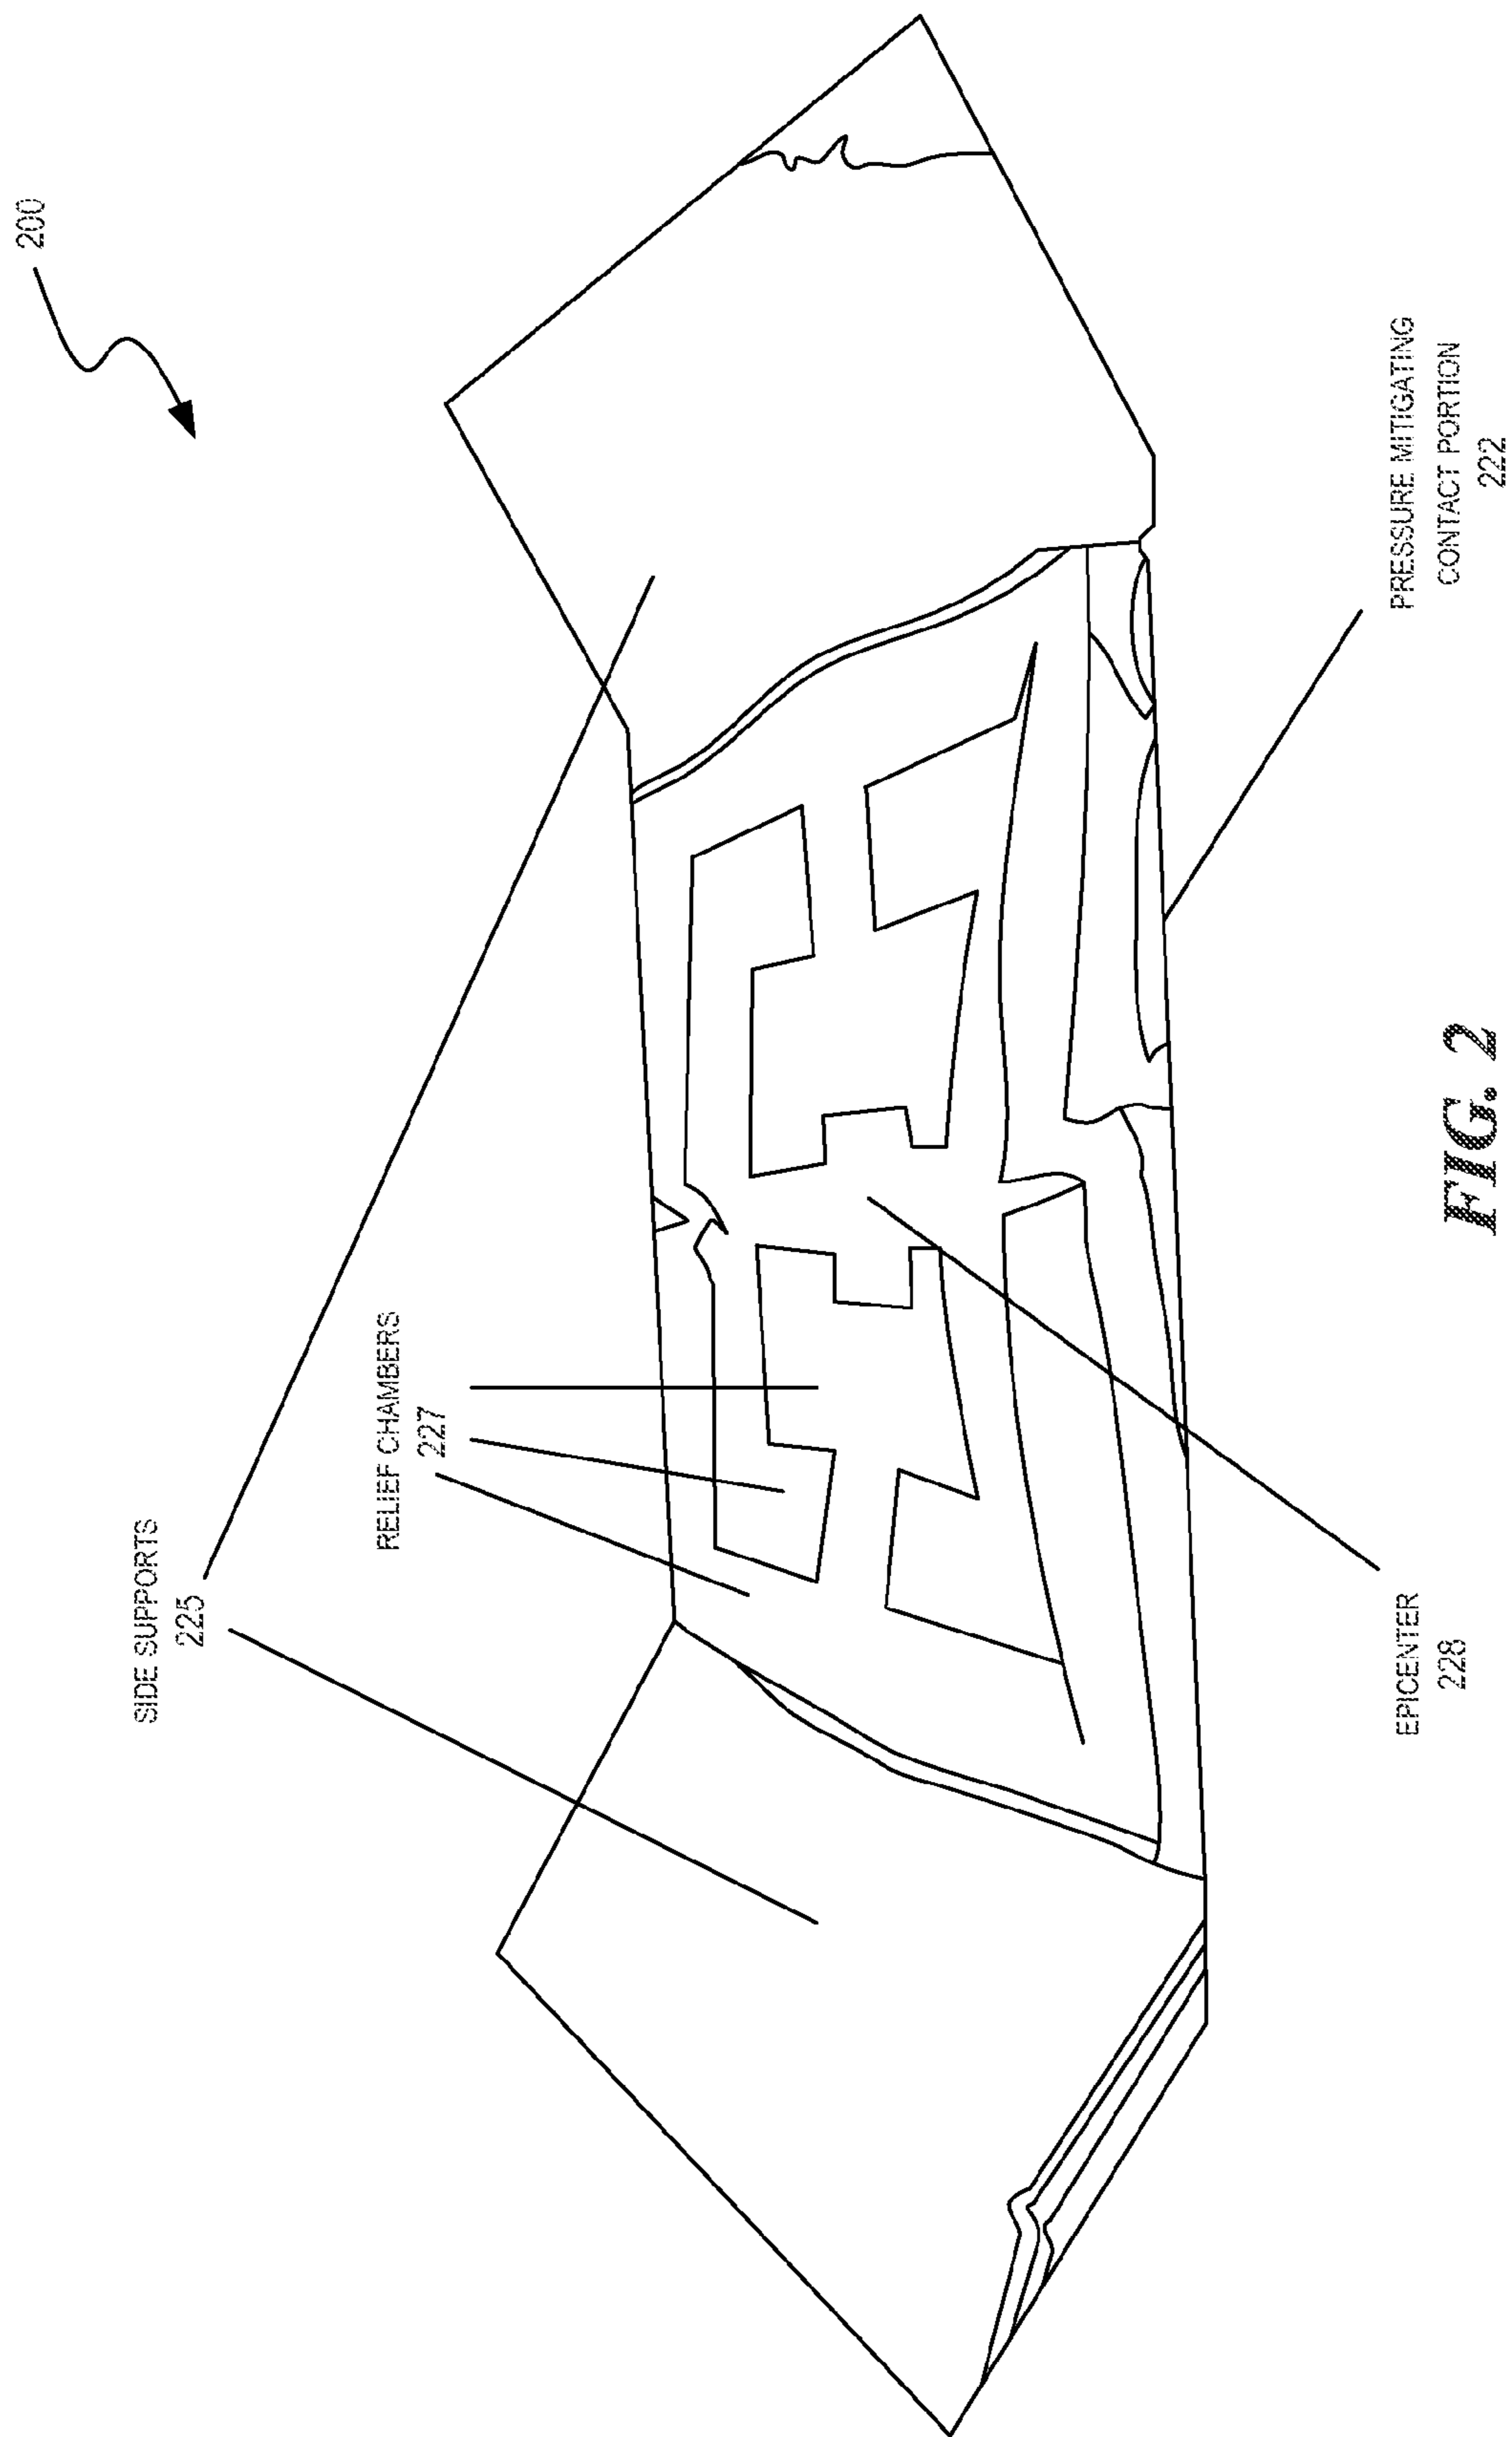 200
SIDE SUPPORTS
225
RELIEF CHAMBERS
227
EPICENTER
228
PRESSURE MITIGATING
CONTACT PORTION
222
FIG. 2